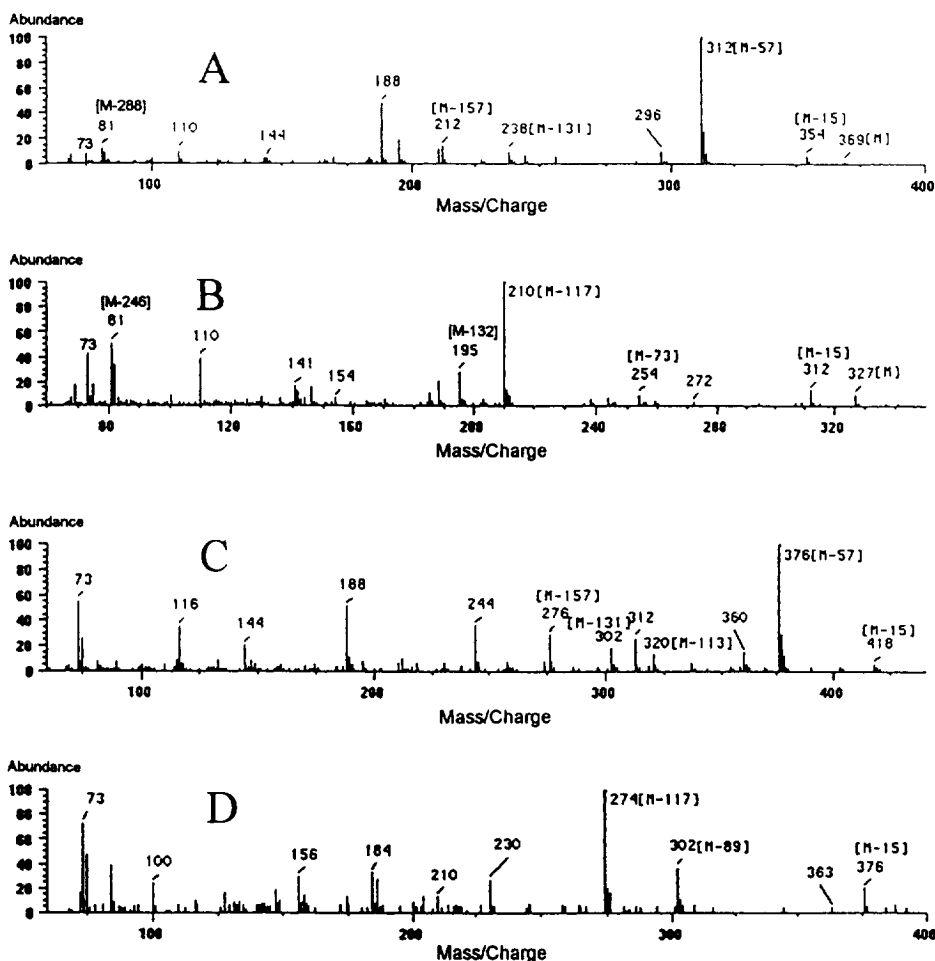 Abundance
100
80
60
40
20
0
A
[M-288]
81
73
110
144
188
[M-157]
212
238[M-131]
296
312[M-57]
[M-15]
354
369[M]
100
200
300
400
Mass/Charge
Abundance
100
80
60
40
20
0
B
[M-246]
81
73
110
141
154
[M-132]
195
210[M-117]
[M-73]
254
272
[M-15]
312
327[M]
80
120
160
200
240
280
320
Mass/Charge
Abundance
100
80
60
40
20
0
C
73
116
144
188
244
[M-157]
276
[M-131]
302
312
320[M-113]
360
376[M-57]
[M-15]
418
100
200
300
400
Mass/Charge
Abundance
100
80
60
40
20
0
D
73
100
156
184
210
230
274[M-117]
302[M-89]
363
[M-15]
376
100
200
300
400
Mass/Charge